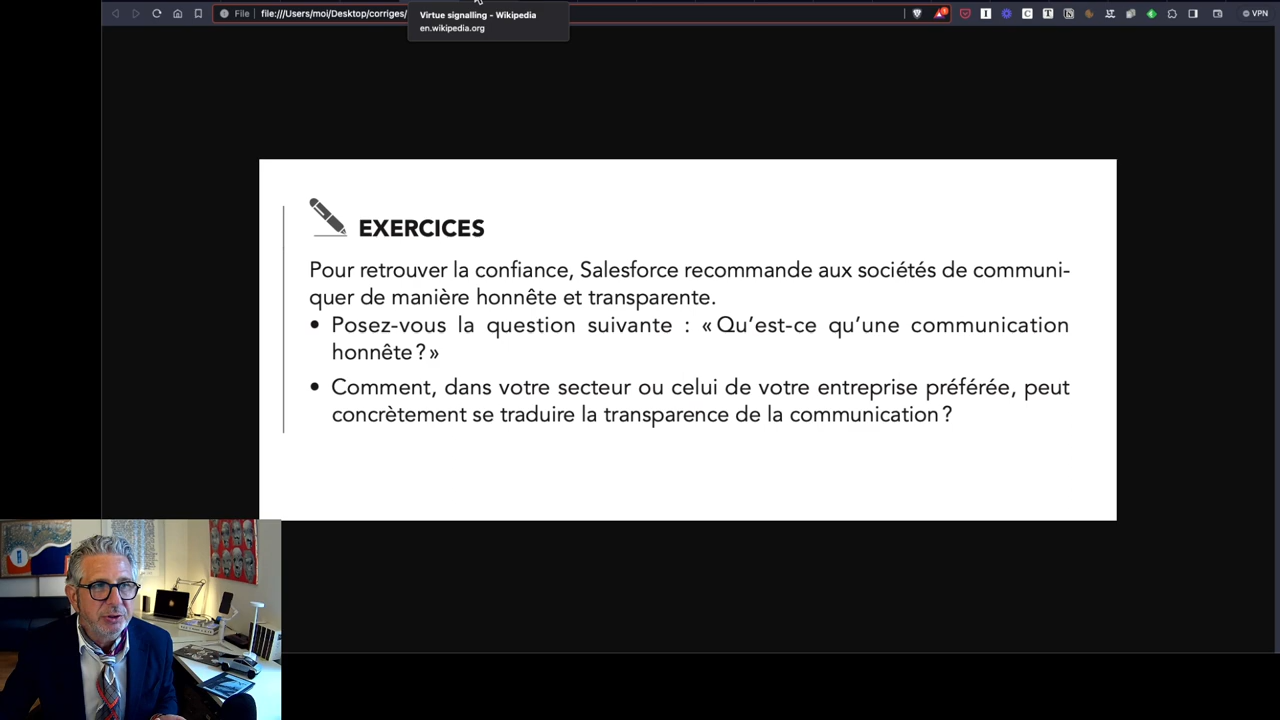 File
file:///Users/moi/Desktop/corriges/
Virtue signalling - Wikipedia
en.wikipedia.org
VPN
EXERCICES
Pour retrouver la confiance, Salesforce recommande aux sociétés de communi-
quer de manière honnête et transparente.
• Posez-vous la question suivante : « Qu’est-ce qu’une communication
honnête ? »
• Comment, dans votre secteur ou celui de votre entreprise préférée, peut
concrètement se traduire la transparence de la communication ?